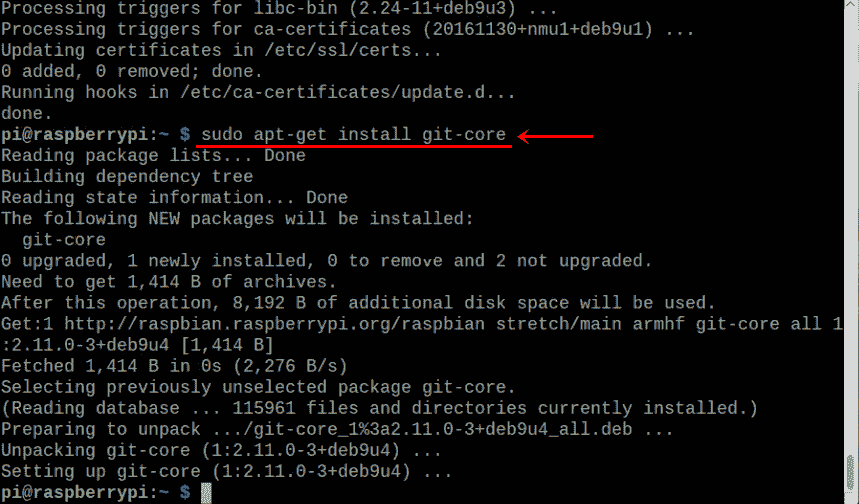 Processing triggers for libc-bin (2.24-11+deb9u3) ...
Processing triggers for ca-certificates (20161130+nmu1+deb9u1) ...
Updating certificates in /etc/ssl/certs...
0 added, 0 removed; done.
Running hooks in /etc/ca-certificates/update.d...
done.
pi@raspberrypi:~ $ sudo apt-get install git-core
Reading package lists... Done
Building dependency tree
Reading state information... Done
The following NEW packages will be installed:
  git-core
0 upgraded, 1 newly installed, 0 to remove and 2 not upgraded.
Need to get 1,414 B of archives.
After this operation, 8,192 B of additional disk space will be used.
Get:1 http://raspbian.raspberrypi.org/raspbian stretch/main armhf git-core all 1
:2.11.0-3+deb9u4 [1,414 B]
Fetched 1,414 B in 0s (2,276 B/s)
Selecting previously unselected package git-core.
(Reading database ... 115961 files and directories currently installed.)
Preparing to unpack .../git-core_1%3a2.11.0-3+deb9u4_all.deb ...
Unpacking git-core (1:2.11.0-3+deb9u4) ...
Setting up git-core (1:2.11.0-3+deb9u4) ...
pi@raspberrypi:~ $